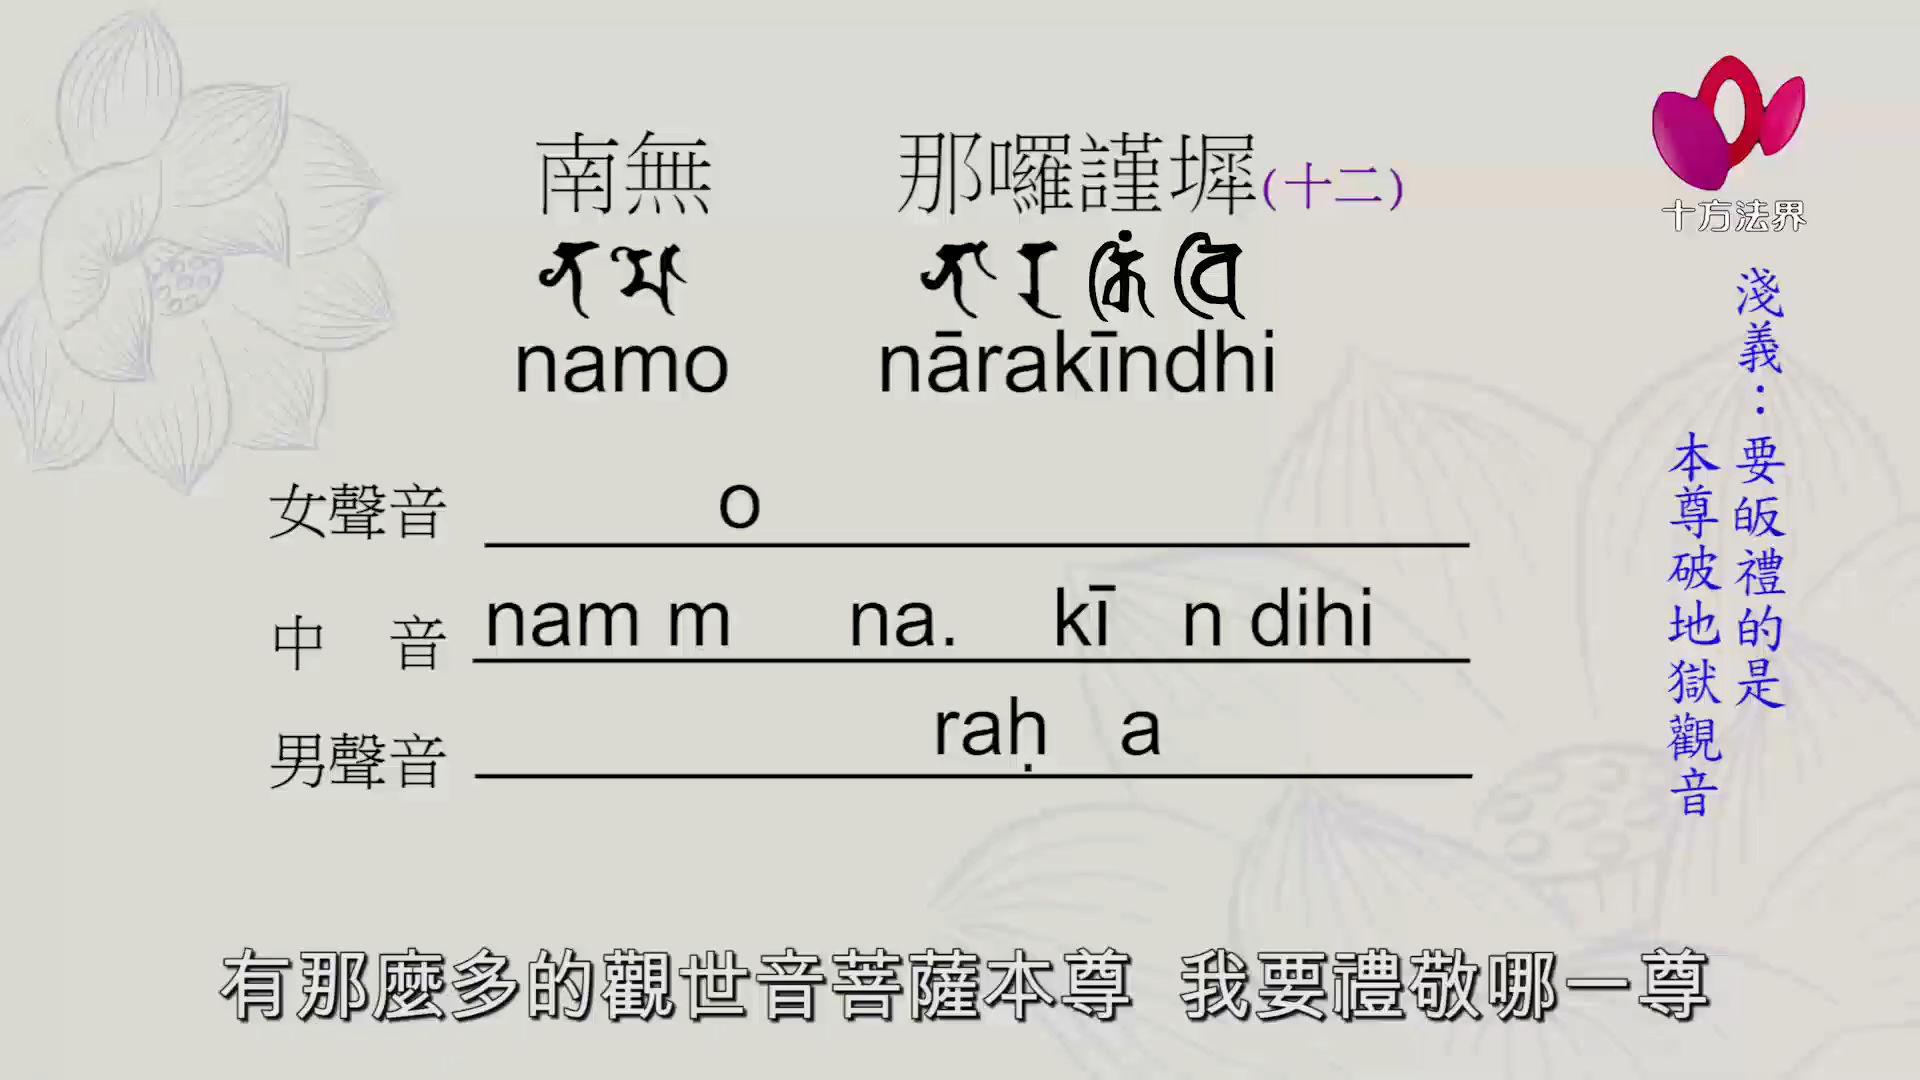 南無 那囉謹墀(十二)
namo nārakīndhi
女聲音 o
中 音 nam m na. kī n dihi
男聲音 raḥ a
十方法界
淺義：要皈禮的是
本尊破地獄觀音
有那麼多的觀世音菩薩本尊 我要禮敬哪一尊